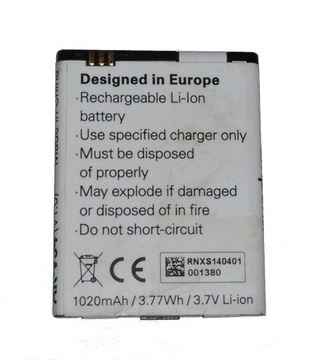 Designed in Europe
·Rechargeable Li-Ion
battery
·Use specified charger only
·Must be disposed
of properly
·May explode if damaged
or disposed of in fire
·Do not short-circuit
CE
RNXS140401
001380
1020mAh / 3.77Wh / 3.7V Li-ion